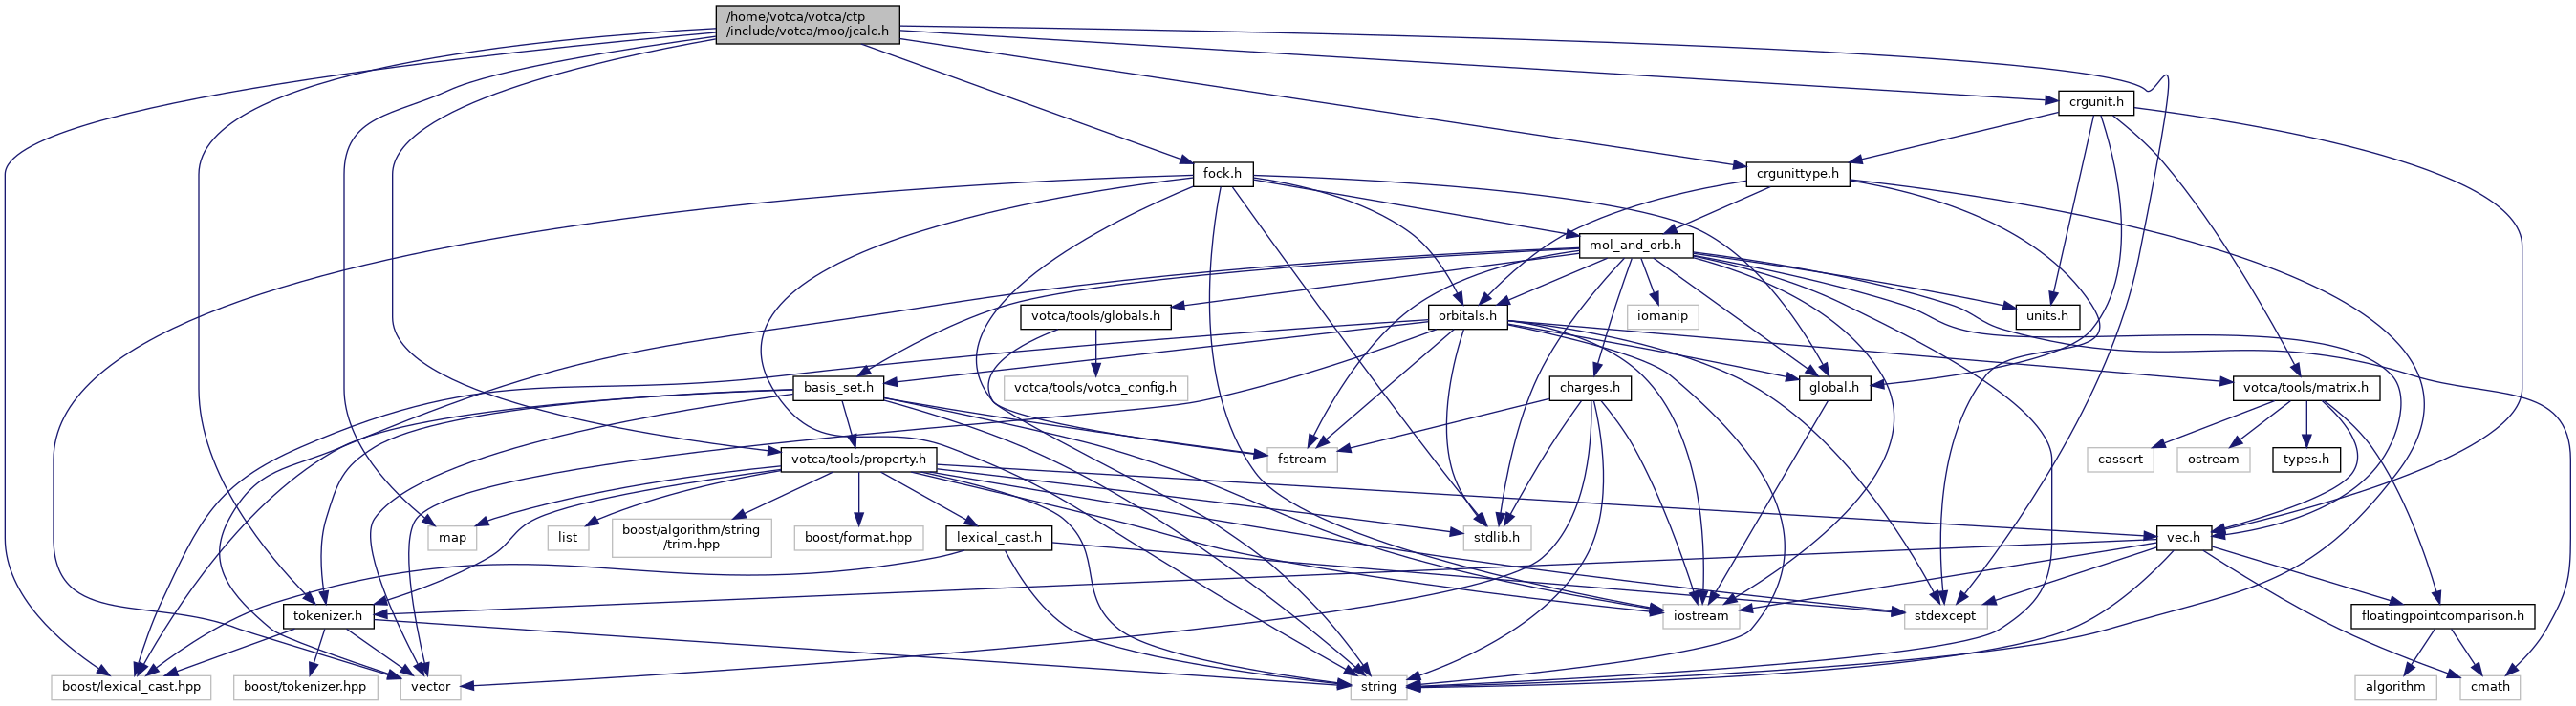 /home/votca/votca/ctp
/include/votca/moo/jcalc.h
crgunit.h
fock.h
crgunittype.h
mol_and_orb.h
votca/tools/globals.h
orbitals.h
iomanip
units.h
votca/tools/votca_config.h
basis_set.h
charges.h
global.h
votca/tools/matrix.h
votca/tools/property.h
fstream
cassert
ostream
types.h
map
list
boost/algorithm/string
/trim.hpp
boost/format.hpp
lexical_cast.h
stdlib.h
vec.h
tokenizer.h
iostream
stdexcept
floatingpointcomparison.h
boost/lexical_cast.hpp
boost/tokenizer.hpp
vector
string
algorithm
cmath